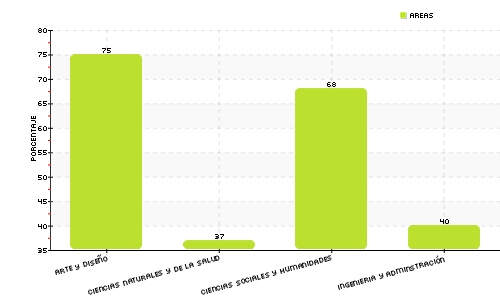 AREAS
PORCENTAJE
80
75
70
65
60
55
50
45
40
35
75
37
68
40
ARTE Y DISEÑO
CIENCIAS NATURALES Y DE LA SALUD
CIENCIAS SOCIALES Y HUMANIDADES
INGENIERIA Y ADMINSTRACIÓN